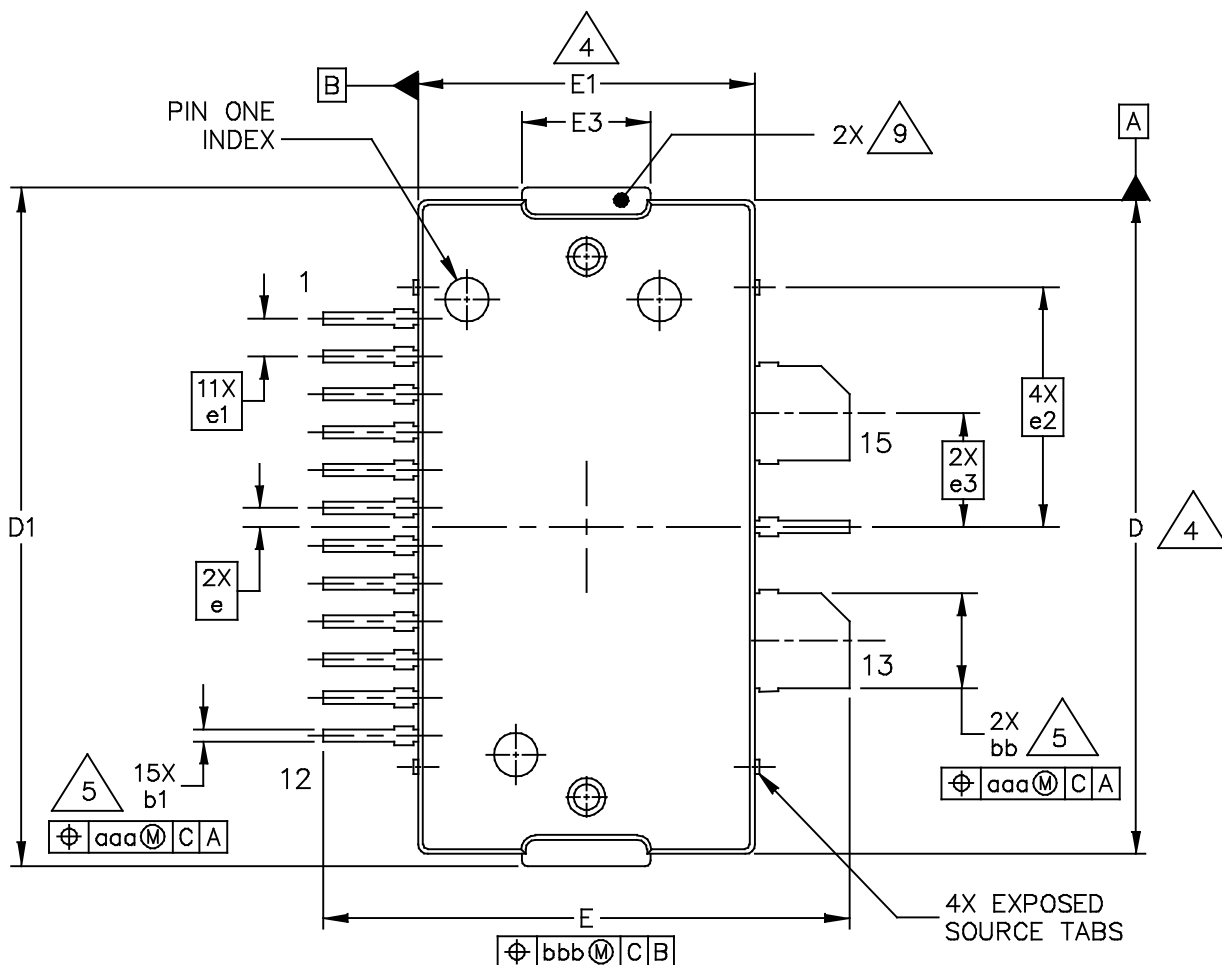 4
B
E1
PIN ONE
INDEX
E3
2X 9
A
1
11X
e1
4X
e2
15
2X
e3
D1
D 4
2X
e
13
2X
bb 5
⌖ aaa Ⓜ C A
5 15X
b1
12
⌖ aaa Ⓜ C A
4X EXPOSED
SOURCE TABS
E
⌖ bbb Ⓜ C B